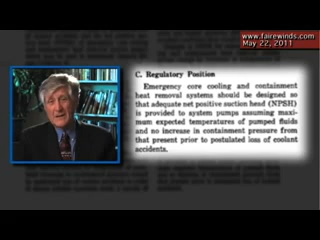 www.fairewinds.com
May 22, 2011
C. Regulatory Position
Emergency core cooling and containment
heat removal systems should be designed so
that adequate net positive suction head (NPSH)
is provided to system pumps assuming maxi-
mum expected temperatures of pumped fluids
and no increase in containment pressure from
that present prior to postulated loss of coolant
accidents.